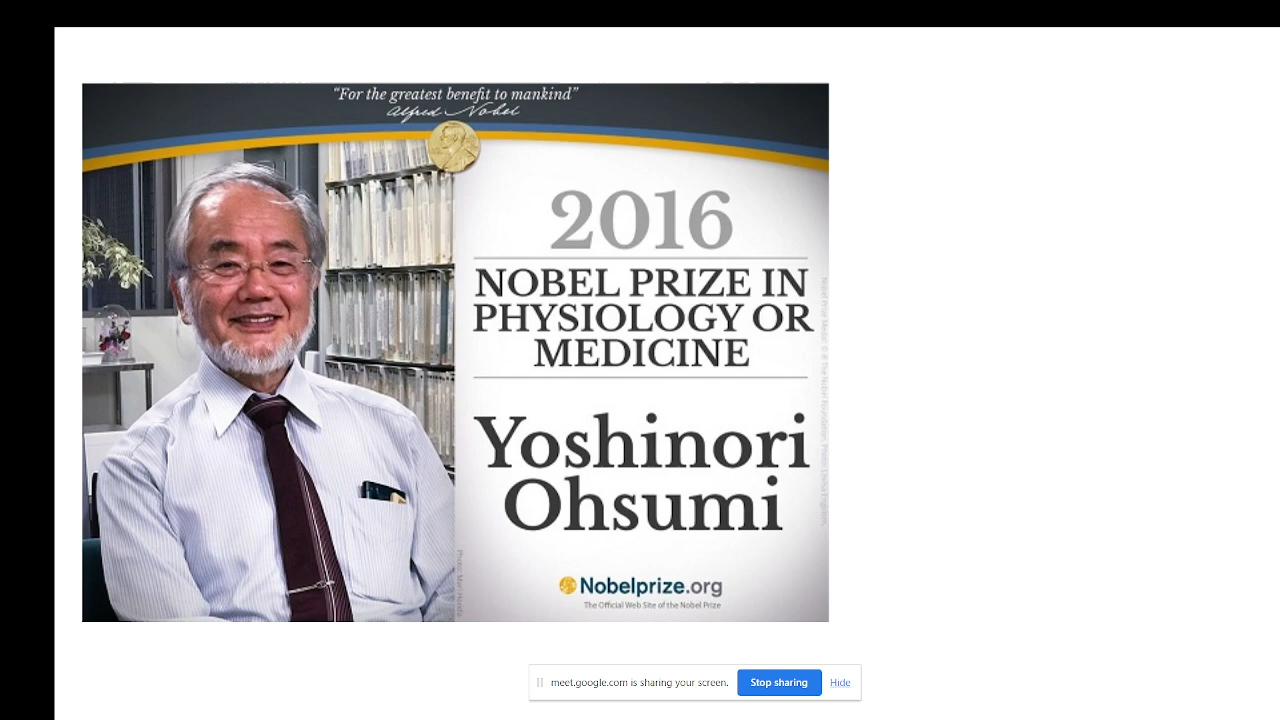 “For the greatest benefit to mankind”
Alfred Nobel
2016
NOBEL PRIZE IN
PHYSIOLOGY OR
MEDICINE
Yoshinori
Ohsumi
Nobelprize.org
The Official Web Site of the Nobel Prize
meet.google.com is sharing your screen.
Stop sharing
Hide